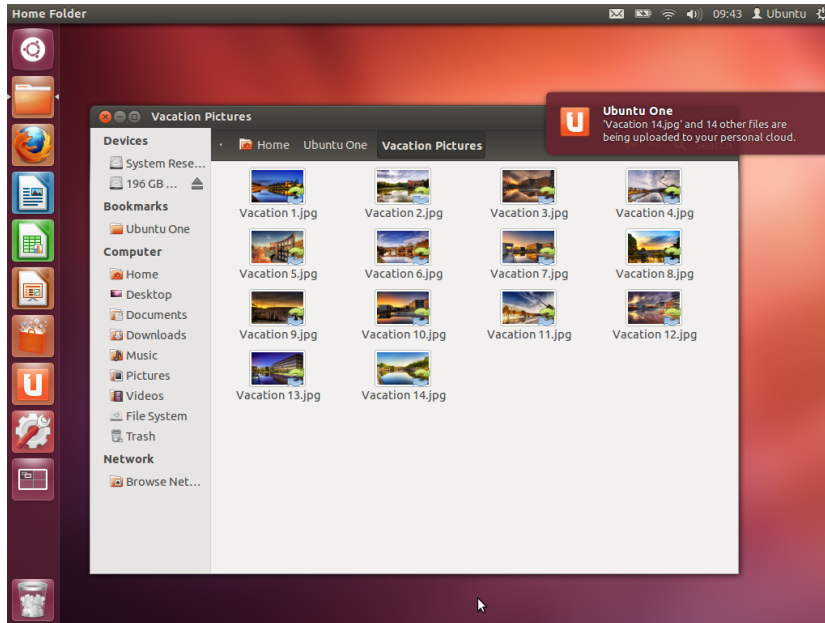 Home Folder
09:43
Ubuntu
Ubuntu One
'Vacation 14.jpg' and 14 other files are
being uploaded to your personal cloud.
Vacation Pictures
Devices
System Rese...
196 GB ...
Bookmarks
Ubuntu One
Computer
Home
Desktop
Documents
Downloads
Music
Pictures
Videos
File System
Trash
Network
Browse Net...
Home
Ubuntu One
Vacation Pictures
Search
Vacation 1.jpg
Vacation 2.jpg
Vacation 3.jpg
Vacation 4.jpg
Vacation 5.jpg
Vacation 6.jpg
Vacation 7.jpg
Vacation 8.jpg
Vacation 9.jpg
Vacation 10.jpg
Vacation 11.jpg
Vacation 12.jpg
Vacation 13.jpg
Vacation 14.jpg